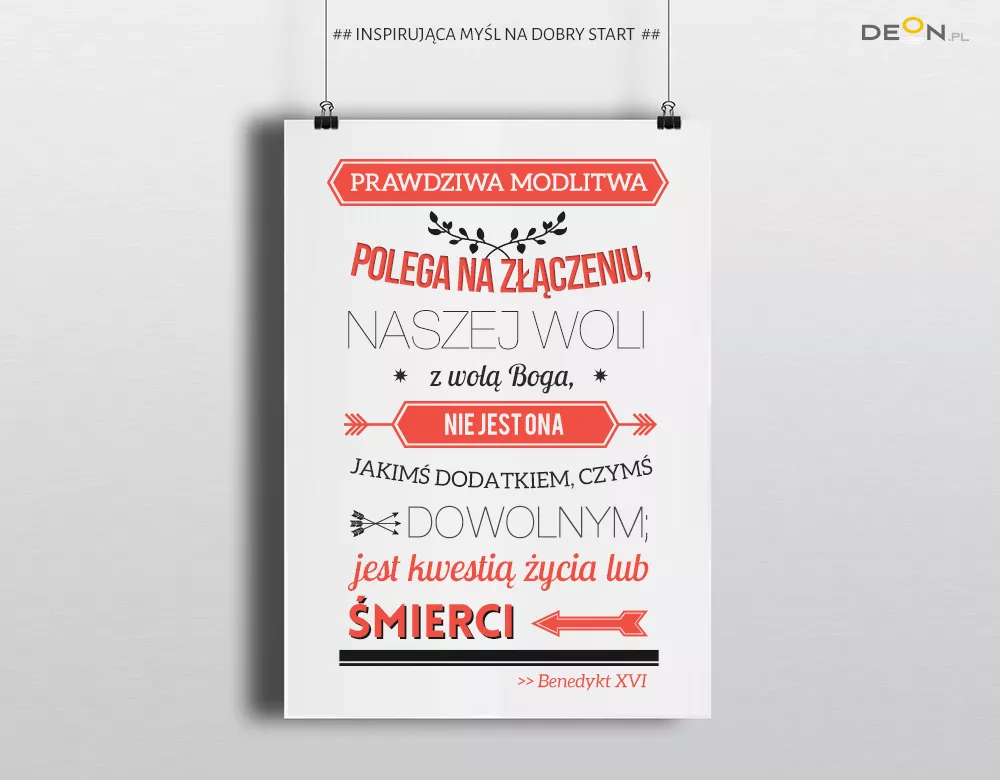 ## INSPIRUJĄCA MYŚL NA DOBRY START ##
DEON.PL
PRAWDZIWA MODLITWA
POLEGA NA ZŁĄCZENIU,
NASZEJ WOLI
z wolą Boga,
NIE JEST ONA
JAKIMŚ DODATKIEM, CZYMŚ
DOWOLNYM;
jest kwestią życia lub
ŚMIERCI
>> Benedykt XVI